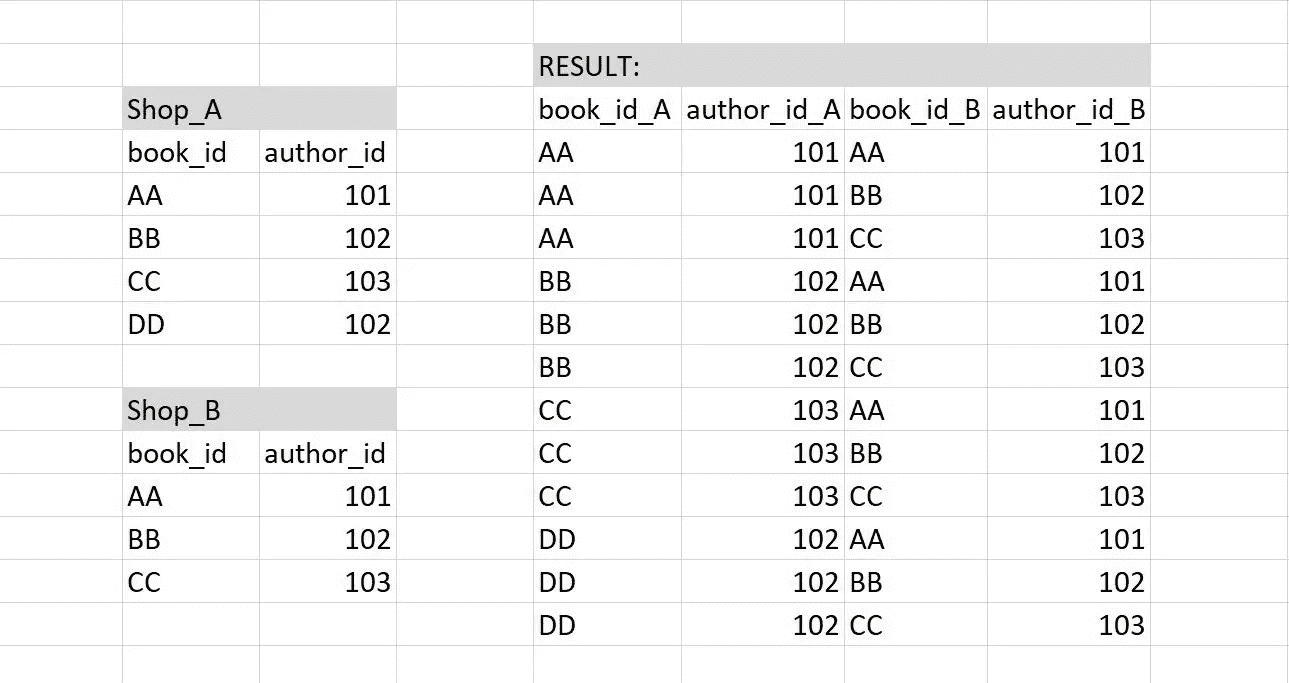 Shop_A
book_id author_id
AA 101
BB 102
CC 103
DD 102
Shop_B
book_id author_id
AA 101
BB 102
CC 103
RESULT:
book_id_A author_id_A book_id_B author_id_B
AA 101 AA 101
AA 101 BB 102
AA 101 CC 103
BB 102 AA 101
BB 102 BB 102
BB 102 CC 103
CC 103 AA 101
CC 103 BB 102
CC 103 CC 103
DD 102 AA 101
DD 102 BB 102
DD 102 CC 103